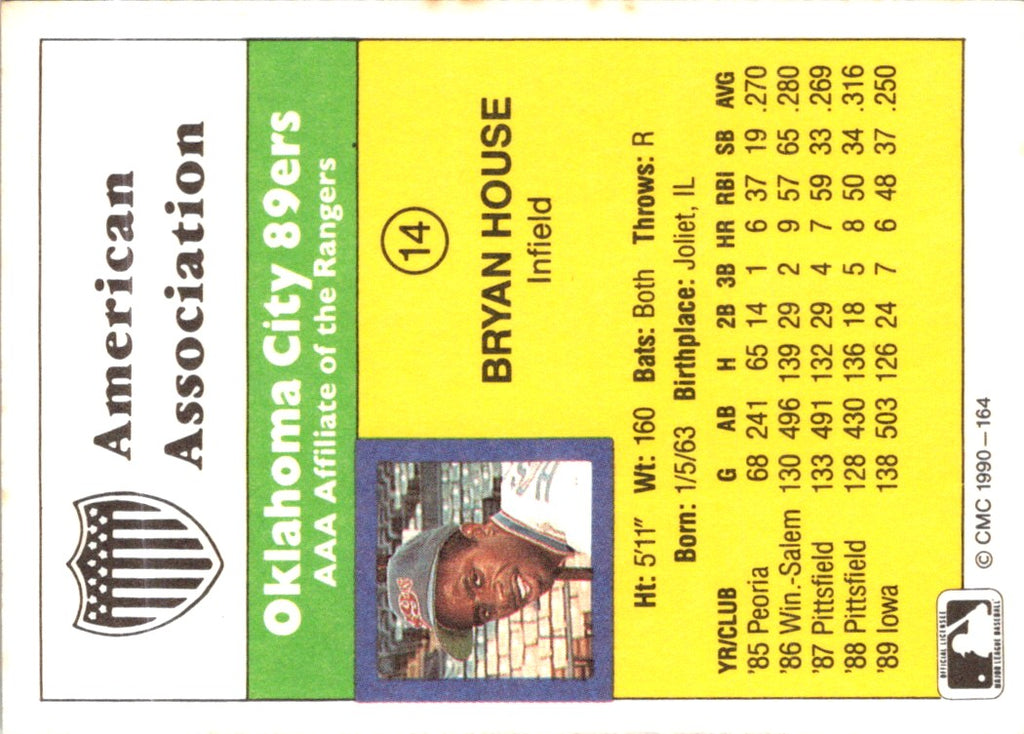 American
Association
Oklahoma City 89ers
AAA Affiliate of the Rangers
14
BRYAN HOUSE
Infield
Ht: 5'11" Wt: 160 Bats: Both Throws: R
Born: 1/5/63 Birthplace: Joliet, IL
YR/CLUB G AB H 2B 3B HR RBI SB AVG
'85 Peoria 68 241 65 14 1 6 37 19 .270
'86 Win.-Salem 130 496 139 29 2 9 57 65 .280
'87 Pittsfield 133 491 132 29 4 7 59 33 .269
'88 Pittsfield 128 430 136 18 5 8 50 34 .316
'89 Iowa 138 503 126 24 7 6 48 37 .250
OFFICIAL LICENSEE
MAJOR LEAGUE BASEBALL
© CMC 1990–164